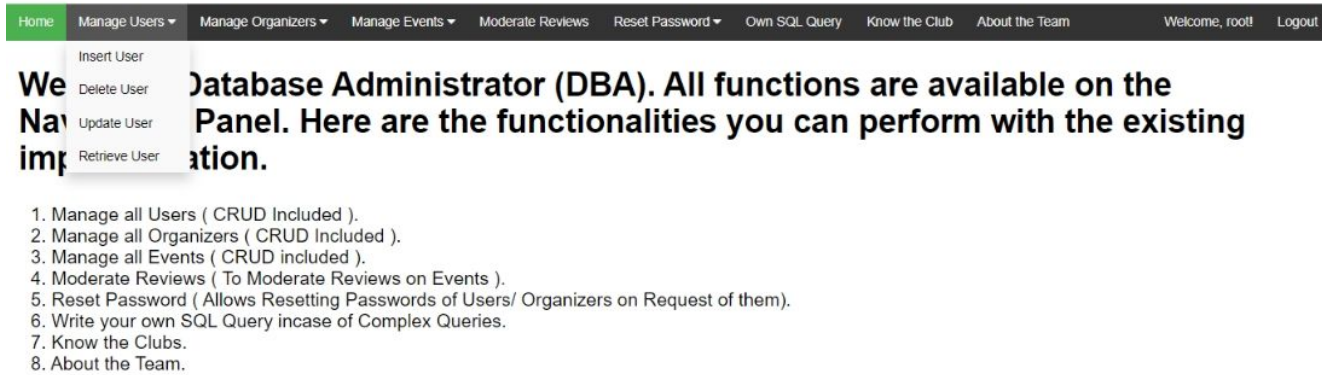 Home Manage Users Manage Organizers Manage Events Moderate Reviews Reset Password Own SQL Query Know the Club About the Team Welcome, root! Logout
Insert User
Delete User
Update User
Retrieve User
We Database Administrator (DBA). All functions are available on the
Nav Panel. Here are the functionalities you can perform with the existing
imp ation.
1. Manage all Users ( CRUD Included ).
2. Manage all Organizers ( CRUD Included ).
3. Manage all Events ( CRUD included ).
4. Moderate Reviews ( To Moderate Reviews on Events ).
5. Reset Password ( Allows Resetting Passwords of Users/ Organizers on Request of them).
6. Write your own SQL Query incase of Complex Queries.
7. Know the Clubs.
8. About the Team.